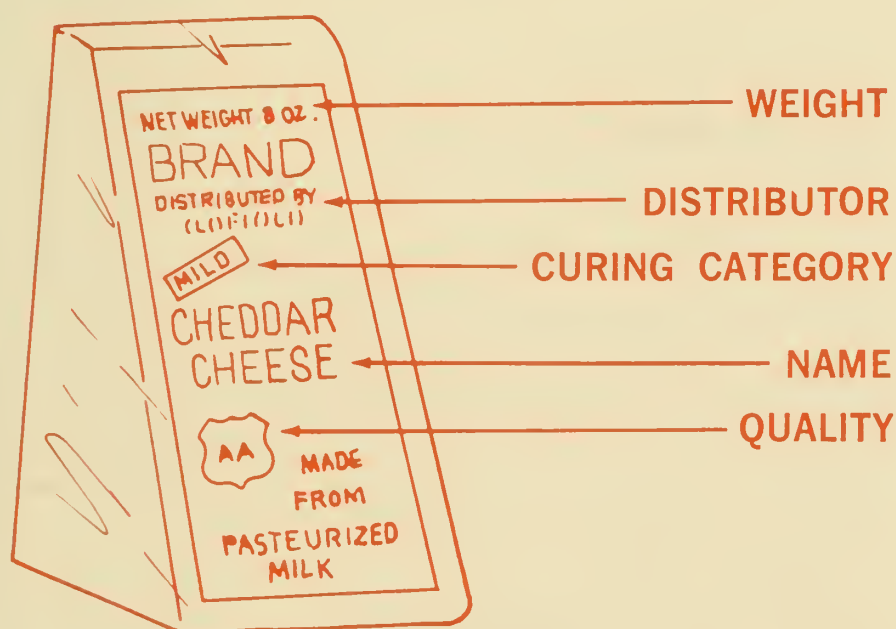 NET WEIGHT 8 OZ.
WEIGHT
BRAND
DISTRIBUTED BY
DISTRIBUTOR
MILD
CURING CATEGORY
CHEDDAR
CHEESE
NAME
QUALITY
AA
MADE
FROM
PASTEURIZED
MILK